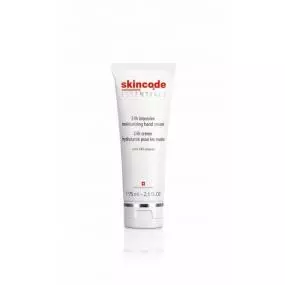 skincode
ESSENTIALS
24h intensive
moisturizing hand cream
24h crème
hydratante pour les mains
75 ml - 2.5 fl.oz